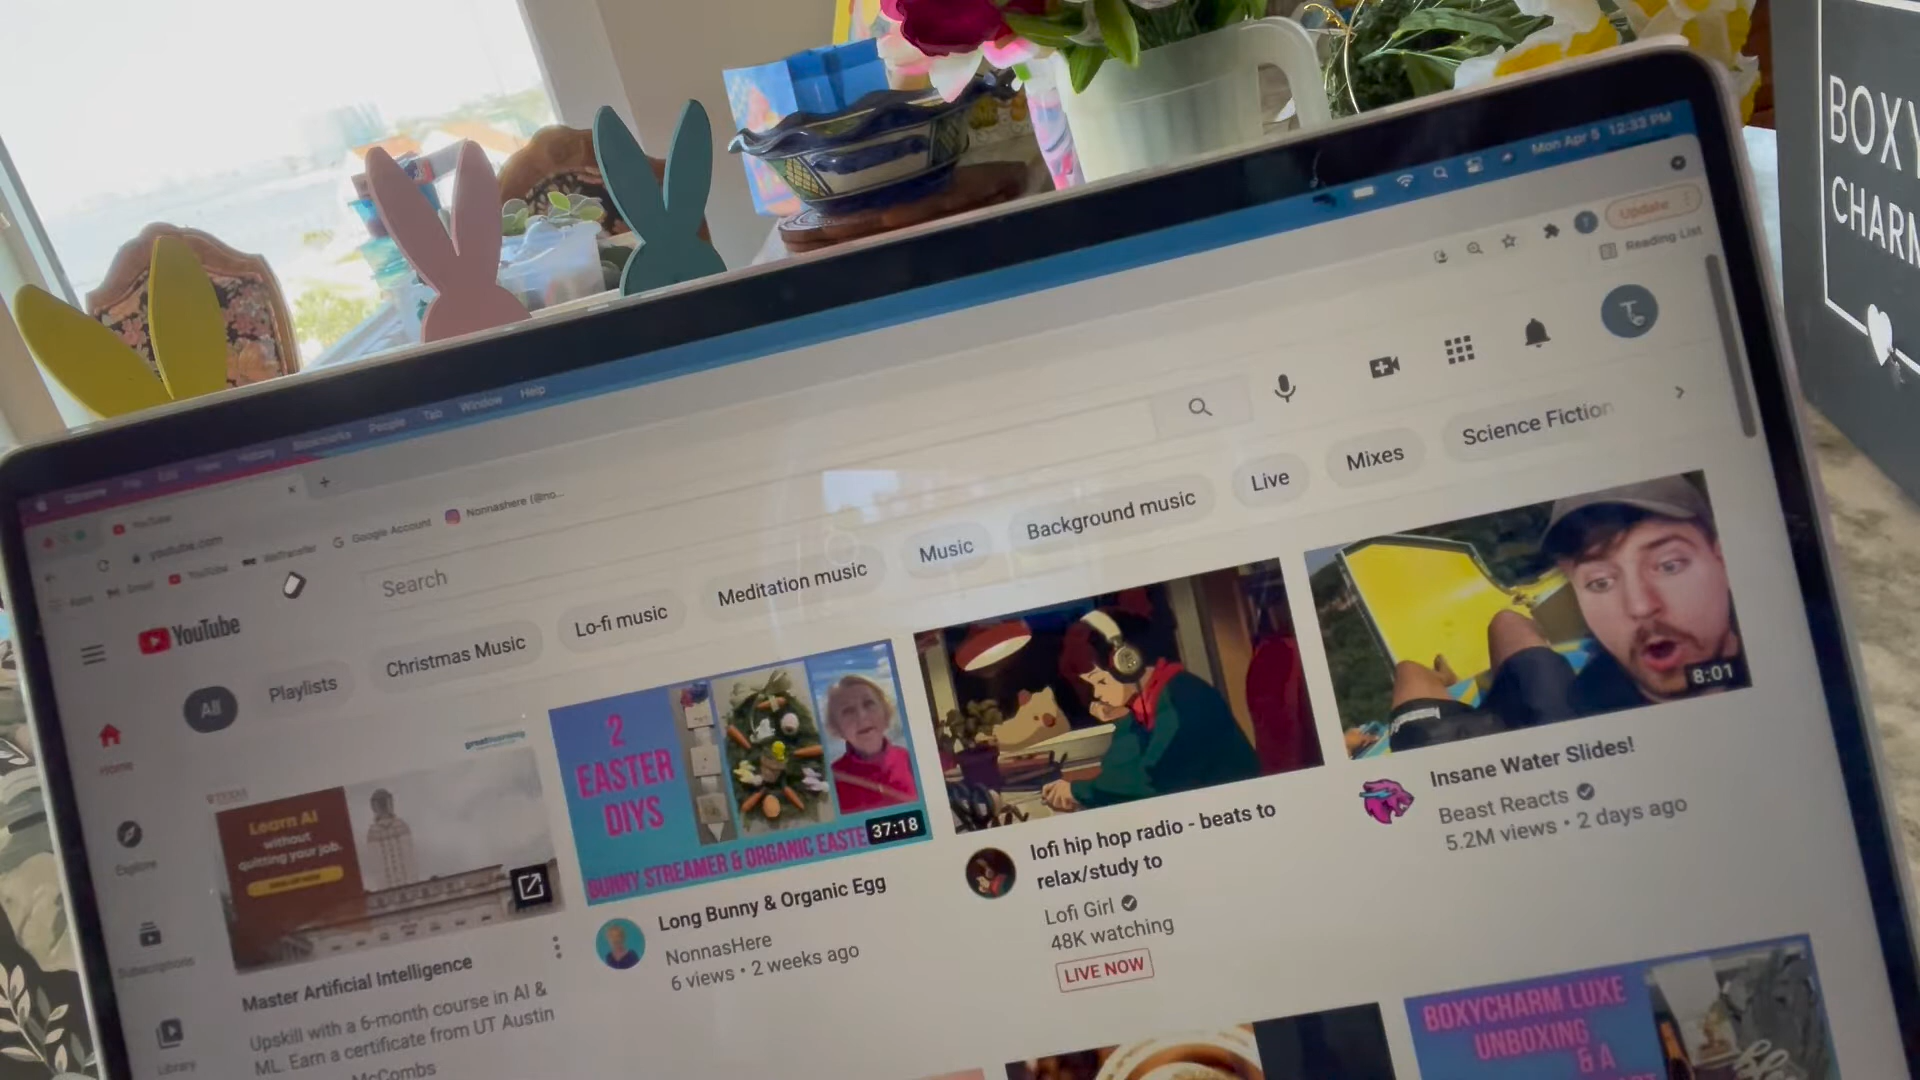 BOXY
CHARM
Mon Apr 5 12:33 PM
Chrome File Edit View History Bookmarks People Tab Window Help
YouTube
Update
youtube.com
Apps Gmail YouTube WeTransfer Google Account Nonnashere (@no...
Reading List
YouTube
Search
T
All
Playlists
Christmas Music
Lo-fi music
Meditation music
Music
Background music
Live
Mixes
Science Fiction
Home
Explore
Subscriptions
Library
greatlearning
TEXAS
Learn AI
without
quitting your job.
Master Artificial Intelligence
Upskill with a 6-month course in AI &
ML. Earn a certificate from UT Austin
McCombs
2
EASTER
DIYS
BUNNY STREAMER & ORGANIC EASTE
37:18
Long Bunny & Organic Egg
NonnasHere
6 views • 2 weeks ago
lofi hip hop radio - beats to
relax/study to
Lofi Girl
48K watching
LIVE NOW
8:01
Insane Water Slides!
Beast Reacts
5.2M views • 2 days ago
BOXYCHARM LUXE
UNBOXING
& A